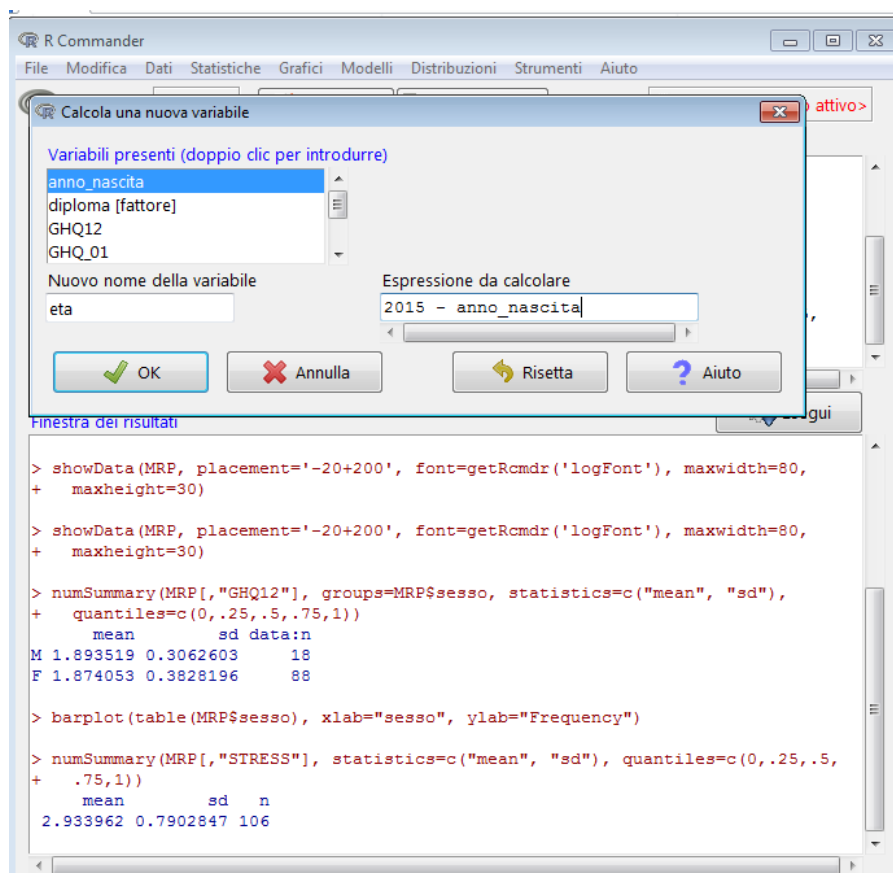 R Commander
File Modifica Dati Statistiche Grafici Modelli Distribuzioni Strumenti Aiuto
attivo>
Calcola una nuova variabile
Variabili presenti (doppio clic per introdurre)
anno_nascita
diploma [fattore]
GHQ12
GHQ_01
Nuovo nome della variabile Espressione da calcolare
eta 2015 - anno_nascita
,
OK Annulla Risetta Aiuto
Finestra dei risultati
> showData(MRP, placement='-20+200', font=getRcmdr('logFont'), maxwidth=80,
+ maxheight=30)
> showData(MRP, placement='-20+200', font=getRcmdr('logFont'), maxwidth=80,
+ maxheight=30)
> numSummary(MRP[,"GHQ12"], groups=MRP$sesso, statistics=c("mean", "sd"),
+ quantiles=c(0,.25,.5,.75,1))
mean sd data:n
M 1.893519 0.3062603 18
F 1.874053 0.3828196 88
> barplot(table(MRP$sesso), xlab="sesso", ylab="Frequency")
> numSummary(MRP[,"STRESS"], statistics=c("mean", "sd"), quantiles=c(0,.25,.5,
+ .75,1))
mean sd n
2.933962 0.7902847 106